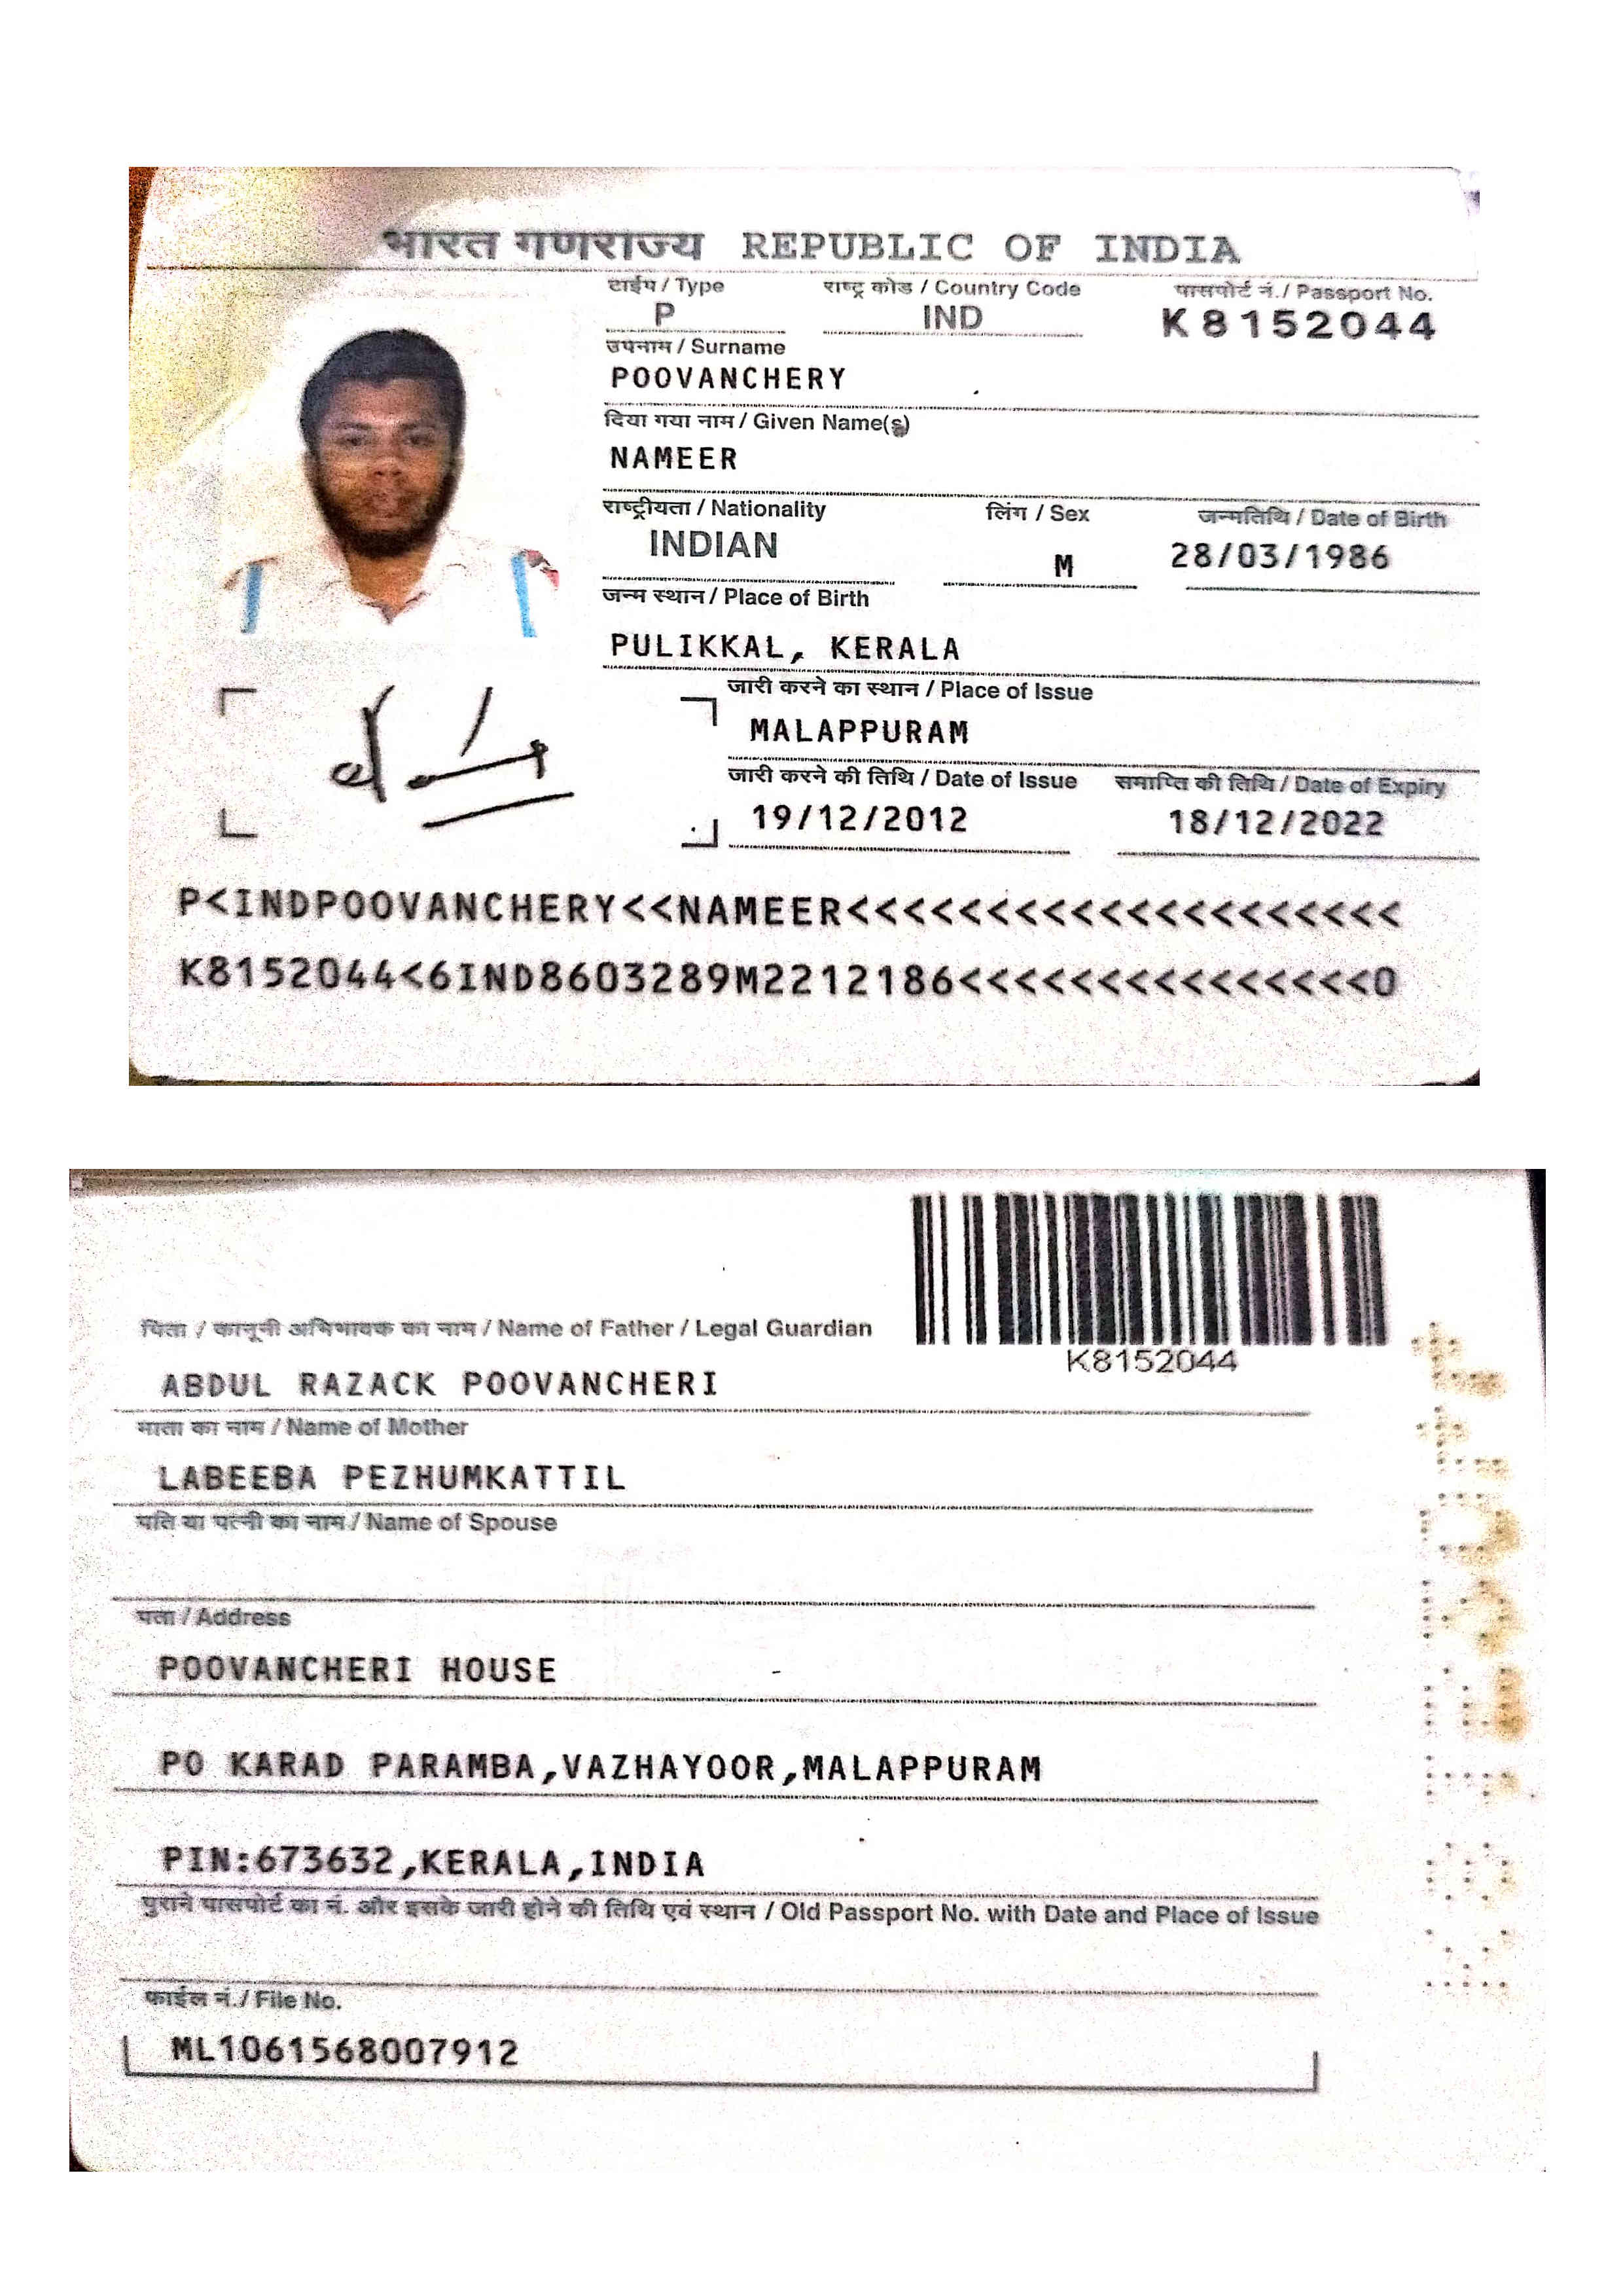 भारत गणराज्य REPUBLIC OF INDIA
टाईप / Type राष्ट्र कोड / Country Code पासपोर्ट नं./ Passport No.
P IND K8152044
उपनाम / Surname
POOVANCHERY
दिया गया नाम / Given Name(s)
NAMEER
राष्ट्रीयता / Nationality लिंग / Sex जन्मतिथि / Date of Birth
INDIAN M 28/03/1986
जन्म स्थान / Place of Birth
PULIKKAL, KERALA
जारी करने का स्थान / Place of Issue
MALAPPURAM
जारी करने की तिथि / Date of Issue समाप्ति की तिथि / Date of Expiry
19/12/2012 18/12/2022
P<INDPOOVANCHERY<<NAMEER<<<<<<<<<<<<<<<<<<<<
K8152044<6IND8603289M2212186<<<<<<<<<<<<<<<0
K8152044
पिता / कानूनी अभिभावक का नाम / Name of Father / Legal Guardian
ABDUL RAZACK POOVANCHERI
माता का नाम / Name of Mother
LABEEBA PEZHUMKATTIL
पति या पत्नी का नाम / Name of Spouse
पता / Address
POOVANCHERI HOUSE
PO KARAD PARAMBA,VAZHAYOOR,MALAPPURAM
PIN:673632,KERALA,INDIA
पुराने पासपोर्ट का नं. और इसके जारी होने की तिथि एवं स्थान / Old Passport No. with Date and Place of Issue
फाईल नं./ File No.
ML1061568007912